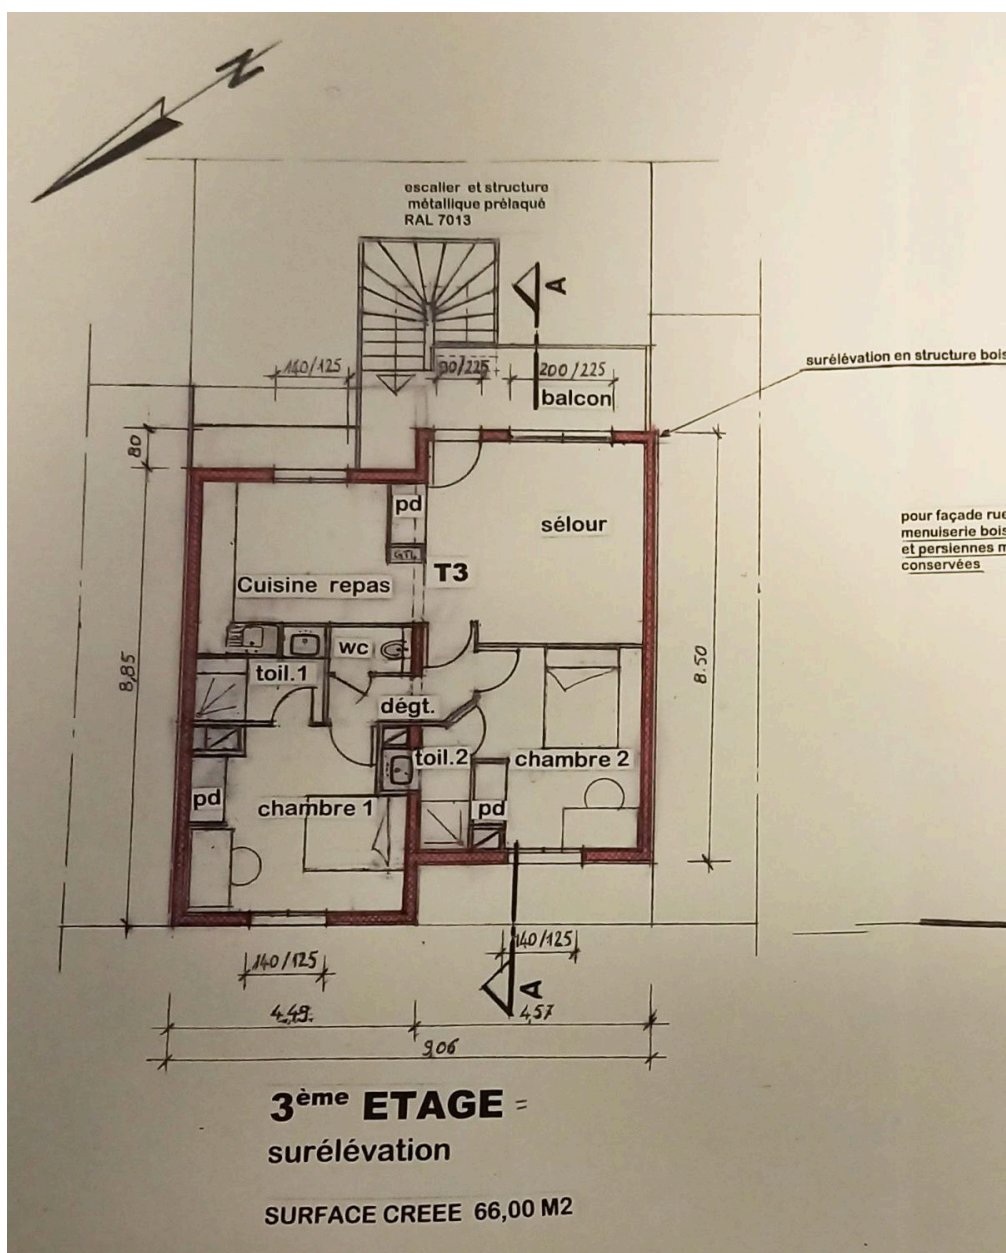 N
escalier et structure
métallique prélaqué
RAL 7013
A
140/125
90/225
200/225
balcon
surélévation en structure bois
80
pd
séjour
pour façade rue
menuiserie bois
et persiennes m
conservées
GTL
T3
Cuisine repas
wc
toil.1
8,85
8.50
dégt.
toil.2
chambre 2
pd
chambre 1
pd
140/125
140/125
A
4,49
4,57
9,06
3ème ETAGE =
surélévation
SURFACE CREEE 66,00 M2